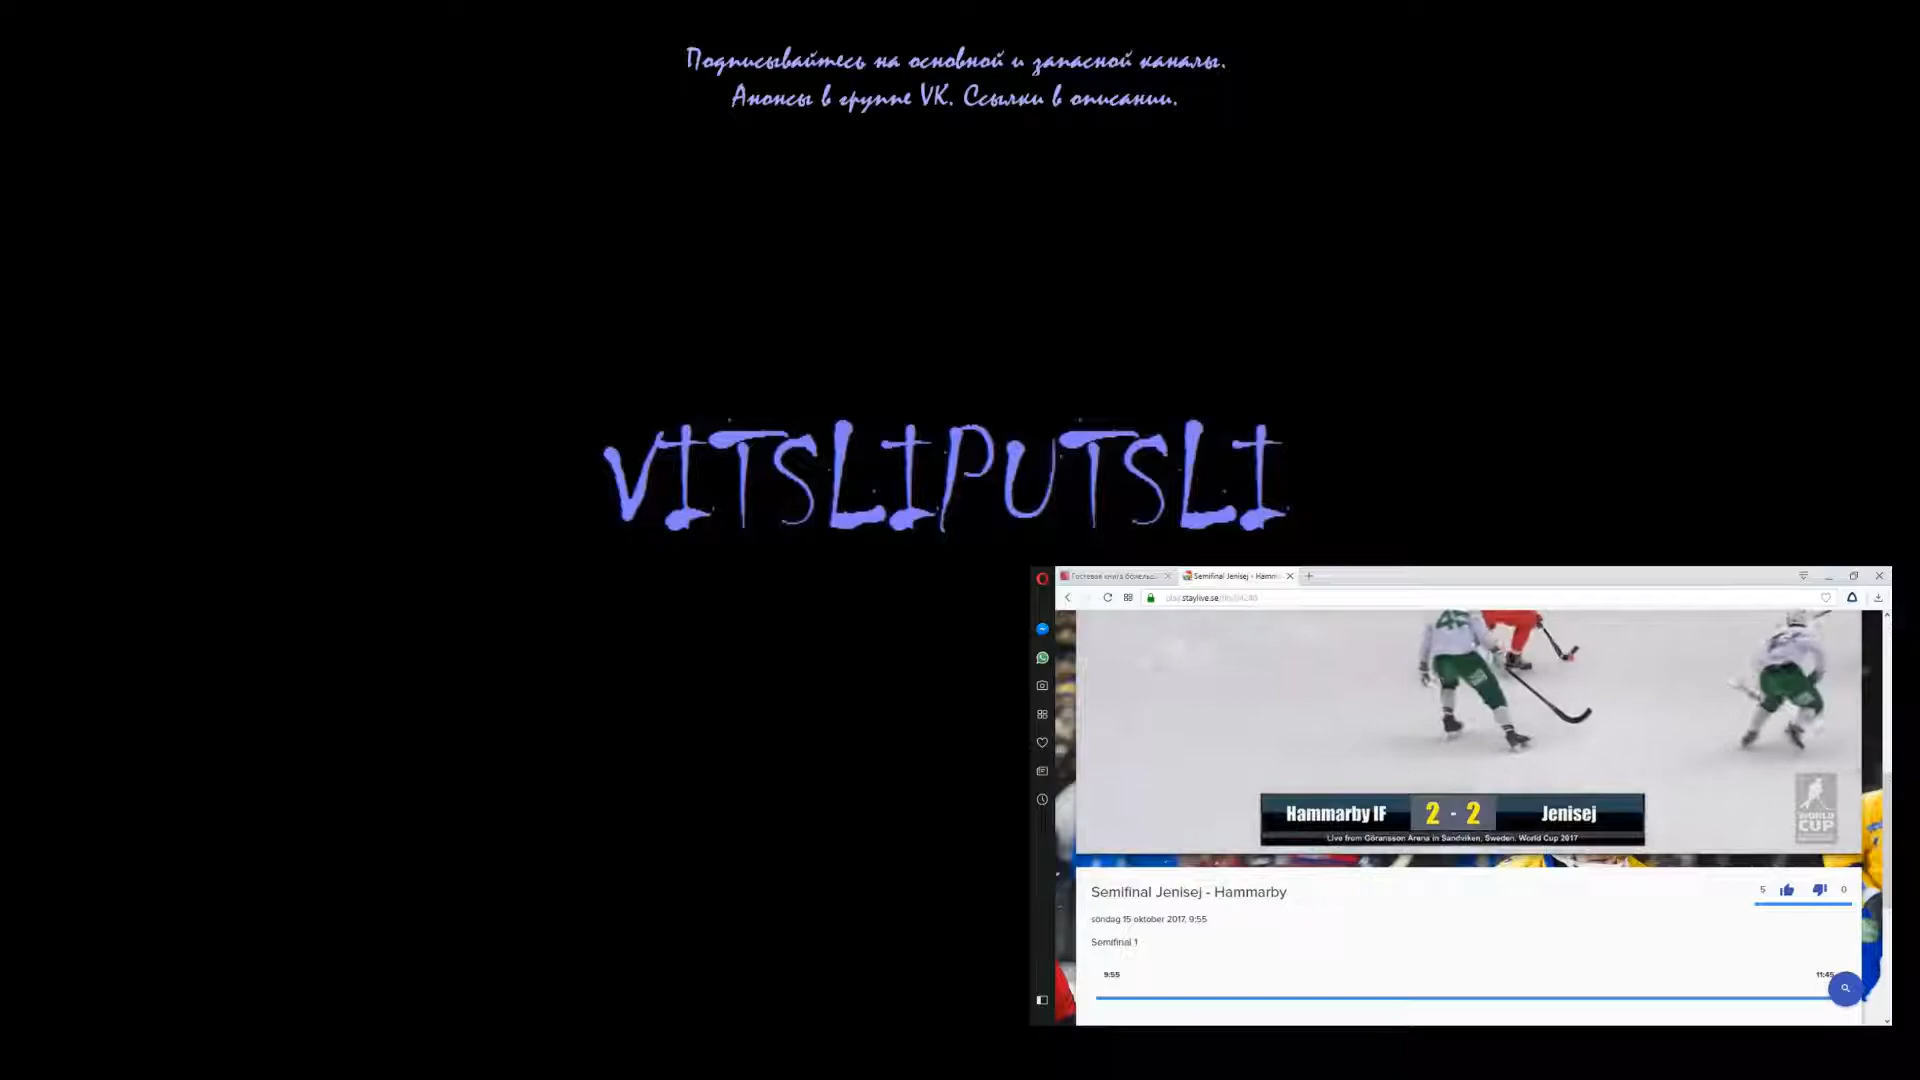 Подписывайтесь на основной и запасной каналы.
Анонсы в группе VK. Ссылки в описании.
VITSLIPUTSLI
Semifinal Jenisej - Hamm
staylive.se
Hammarby IF 2 - 2 Jenisej
Live from Göransson Arena in Sandviken, Sweden. World Cup 2017
WORLD
CUP
Semifinal Jenisej - Hammarby
5 0
söndag 15 oktober 2017, 9:55
Semifinal 1
9:55 11:45